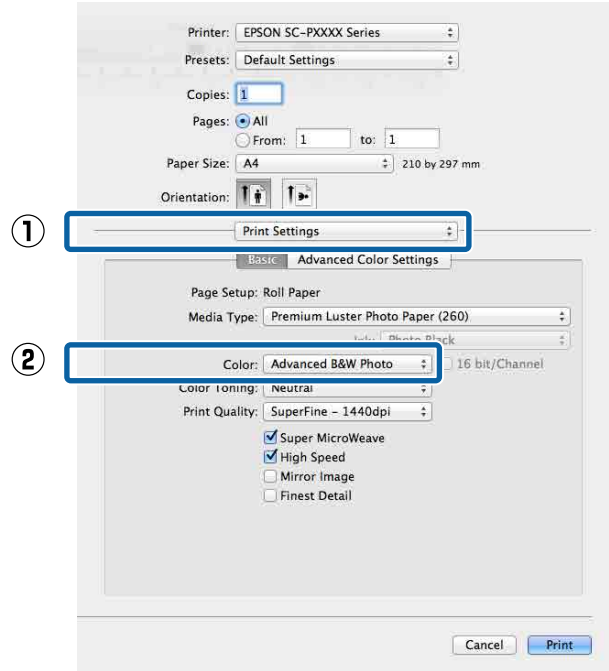 Printer: EPSON SC-PXXXX Series
Presets: Default Settings
Copies: 1
Pages: All
From: 1 to: 1
Paper Size: A4 210 by 297 mm
Orientation:
1
Print Settings
Basic Advanced Color Settings
Page Setup: Roll Paper
Media Type: Premium Luster Photo Paper (260)
Ink: Photo Black
2
Color: Advanced B&W Photo 16 bit/Channel
Color Toning: Neutral
Print Quality: SuperFine - 1440dpi
Super MicroWeave
High Speed
Mirror Image
Finest Detail
Cancel Print